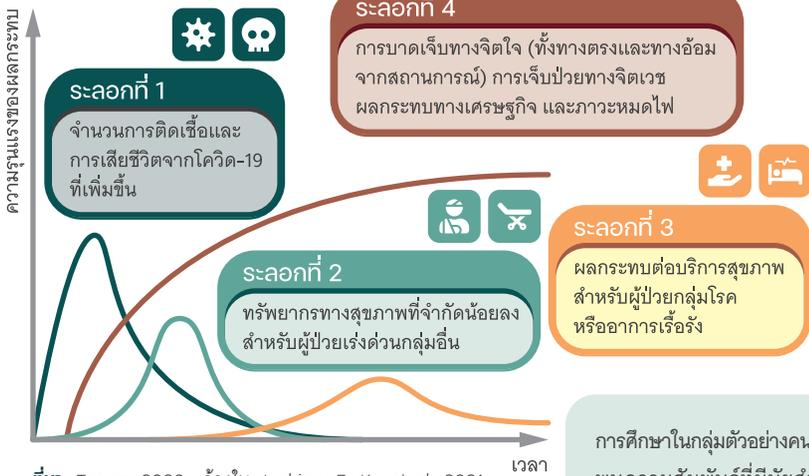 ความรุนแรงของผลกระทบ
ระลอกที่ 1
จำนวนการติดเชื้อและ
การเสียชีวิตจากโควิด-19
ที่เพิ่มขึ้น
ระลอกที่ 4
การบาดเจ็บทางจิตใจ (ทั้งทางตรงและทางอ้อม
จากสถานการณ์) การเจ็บป่วยทางจิตเวช
ผลกระทบทางเศรษฐกิจ และภาวะหมดไฟ
ระลอกที่ 2
ทรัพยากรทางสุขภาพที่จำกัดน้อยลง
สำหรับผู้ป่วยเร่งด่วนกลุ่มอื่น
ระลอกที่ 3
ผลกระทบต่อบริการสุขภาพ
สำหรับผู้ป่วยกลุ่มโรค
หรืออาการเรื้อรัง
เวลา
การศึกษาในกลุ่มตัวอย่างคน